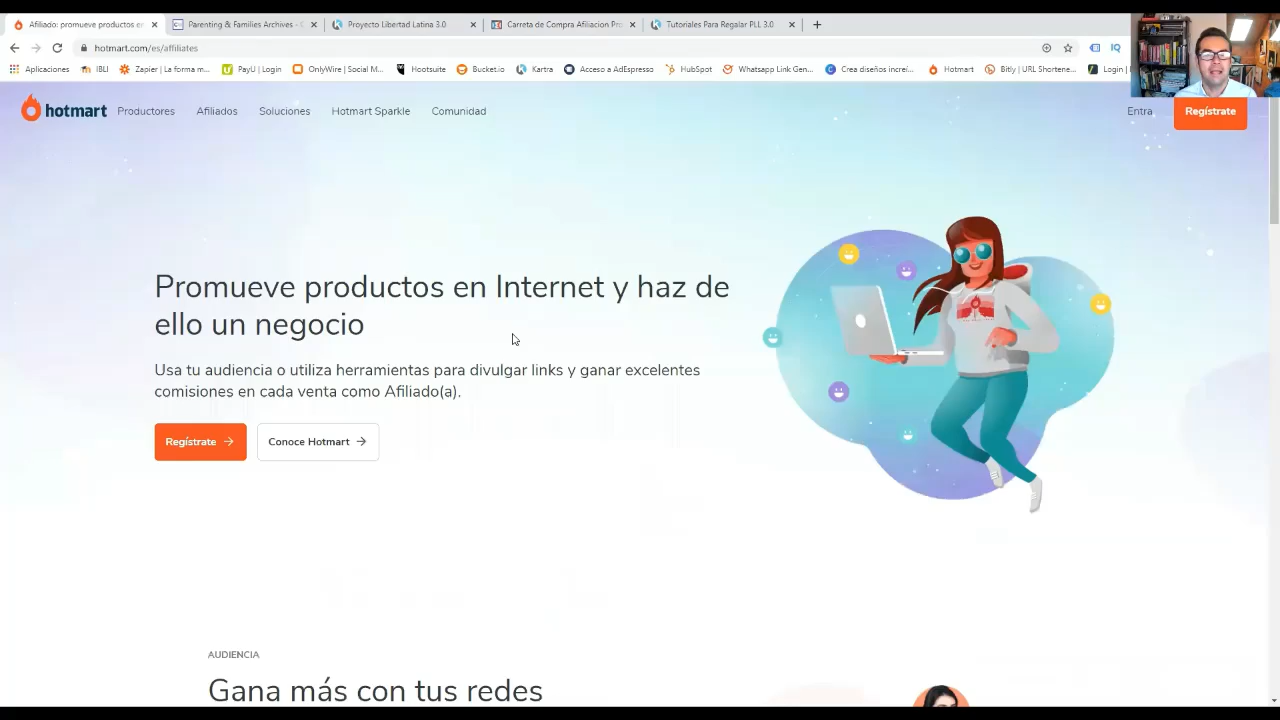 Afiliado: promueve productos en
Parenting & Families Archives -
Proyecto Libertad Latina 3.0
Carreta de Compra Afiliacion Pro
Tutoriales Para Regalar PLL 3.0
hotmart.com/es/affiliates
IQ
Aplicaciones
IBLI
Zapier | La forma m...
PayU | Login
OnlyWire | Social M...
Hootsuite
Bucket.io
Kartra
Acceso a AdEspresso
HubSpot
Whatsapp Link Gen...
Crea diseños increí...
Hotmart
Bitly | URL Shortene...
Login |
hotmart
Productores
Afiliados
Soluciones
Hotmart Sparkle
Comunidad
Entra
Regístrate
Promueve productos en Internet y haz de
ello un negocio
Usa tu audiencia o utiliza herramientas para divulgar links y ganar excelentes
comisiones en cada venta como Afiliado(a).
Regístrate →
Conoce Hotmart →
AUDIENCIA
Gana más con tus redes